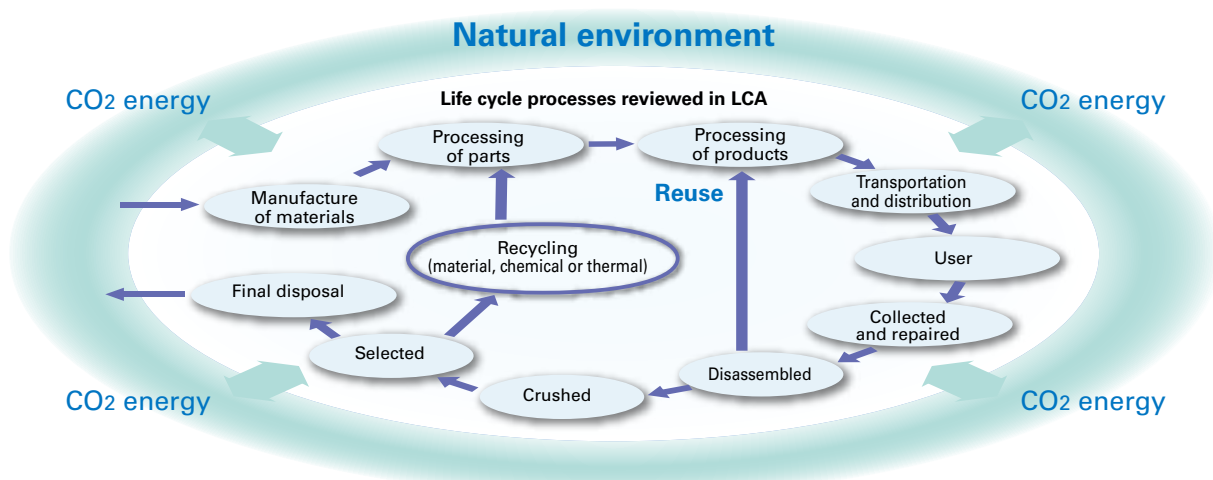 Natural environment
CO2 energy
CO2 energy
Life cycle processes reviewed in LCA
Processing
of parts
Processing
of products
Manufacture
of materials
Reuse
Transportation
and distribution
Recycling
(material, chemical or thermal)
User
Final disposal
Collected
and repaired
Selected
Disassembled
Crushed
CO2 energy
CO2 energy